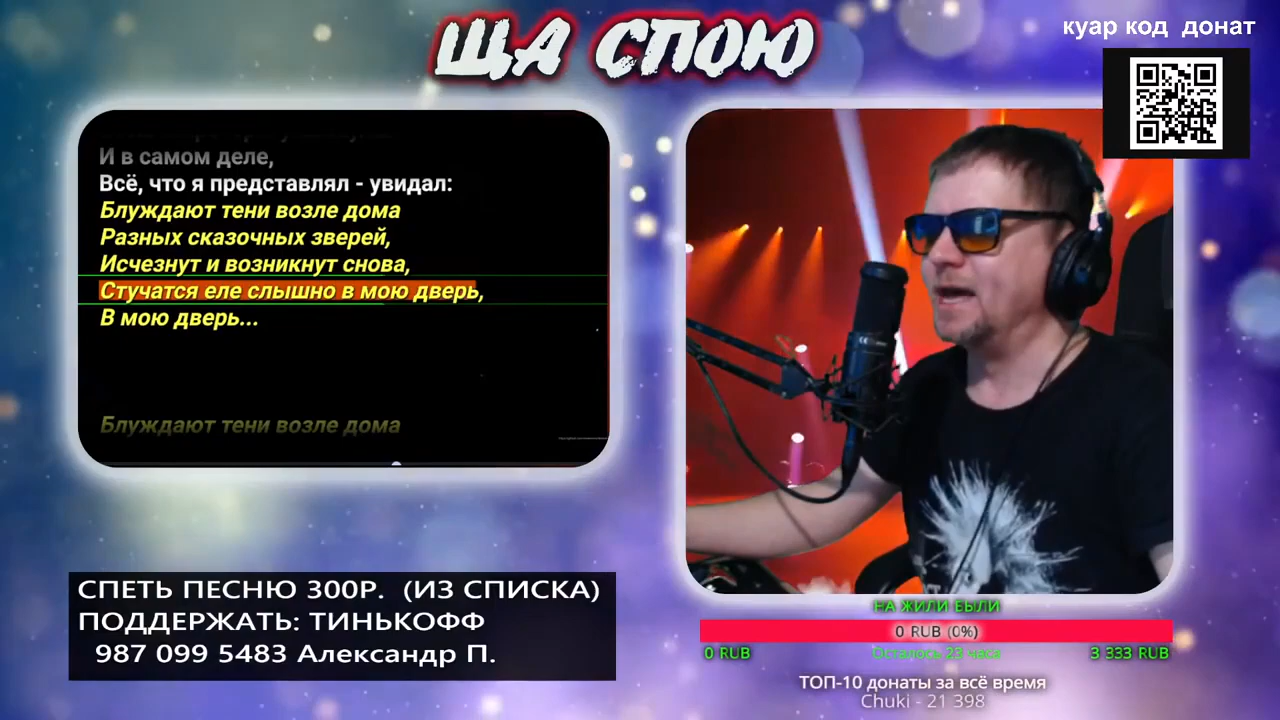 ЩА СПОЮ
куар код донат
И в самом деле,
Всё, что я представлял - увидал:
Блуждают тени возле дома
Разных сказочных зверей,
Исчезнут и возникнут снова,
Стучатся еле слышно в мою дверь,
В мою дверь...
Блуждают тени возле дома
СПЕТЬ ПЕСНЮ 300Р. (ИЗ СПИСКА)
ПОДДЕРЖАТЬ: ТИНЬКОФФ
987 099 5483 Александр П.
НА ЖИЛИ БЫЛИ
0 RUB (0%)
0 RUB
Осталось 23 часа
3 333 RUB
ТОП-10 донаты за всё время
Chuki - 21 398